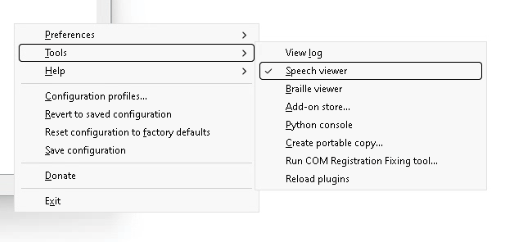 Preferences
Tools
Help
Configuration profiles...
Revert to saved configuration
Reset configuration to factory defaults
Save configuration
Donate
Exit
View log
Speech viewer
Braille viewer
Add-on store...
Python console
Create portable copy...
Run COM Registration Fixing tool...
Reload plugins